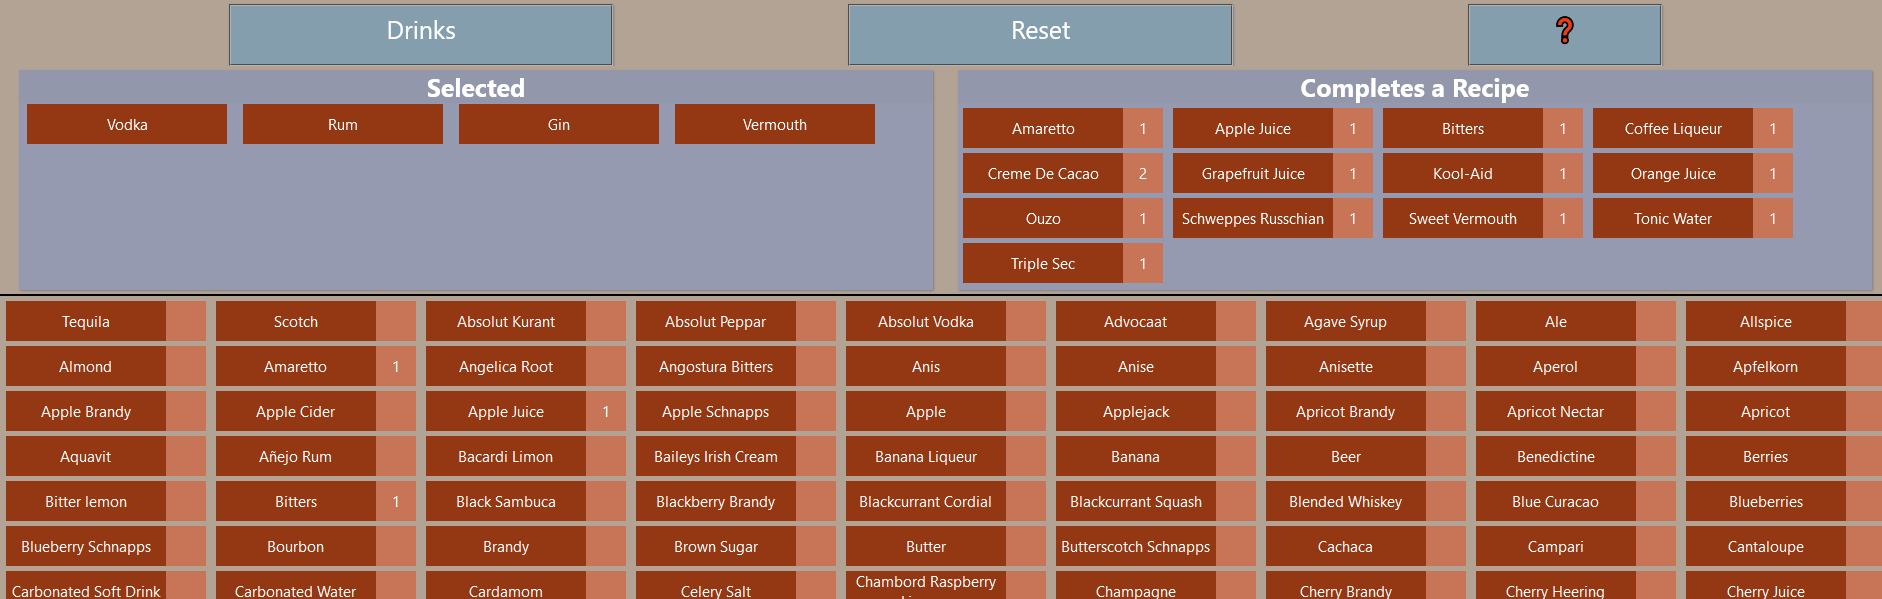 Drinks Reset ❓
Selected
Vodka Rum Gin Vermouth
Completes a Recipe
Amaretto 1 Apple Juice 1 Bitters 1 Coffee Liqueur 1
Creme De Cacao 2 Grapefruit Juice 1 Kool-Aid 1 Orange Juice 1
Ouzo 1 Schweppes Russchian 1 Sweet Vermouth 1 Tonic Water 1
Triple Sec 1
Tequila Scotch Absolut Kurant Absolut Peppar Absolut Vodka Advocaat Agave Syrup Ale Allspice
Almond Amaretto 1 Angelica Root Angostura Bitters Anis Anise Anisette Aperol Apfelkorn
Apple Brandy Apple Cider Apple Juice 1 Apple Schnapps Apple Applejack Apricot Brandy Apricot Nectar Apricot
Aquavit Añejo Rum Bacardi Limon Baileys Irish Cream Banana Liqueur Banana Beer Benedictine Berries
Bitter lemon Bitters 1 Black Sambuca Blackberry Brandy Blackcurrant Cordial Blackcurrant Squash Blended Whiskey Blue Curacao Blueberries
Blueberry Schnapps Bourbon Brandy Brown Sugar Butter Butterscotch Schnapps Cachaca Campari Cantaloupe
Carbonated Soft Drink Carbonated Water Cardamom Celery Salt Chambord Raspberry Champagne Cherry Brandy Cherry Heering Cherry Juice